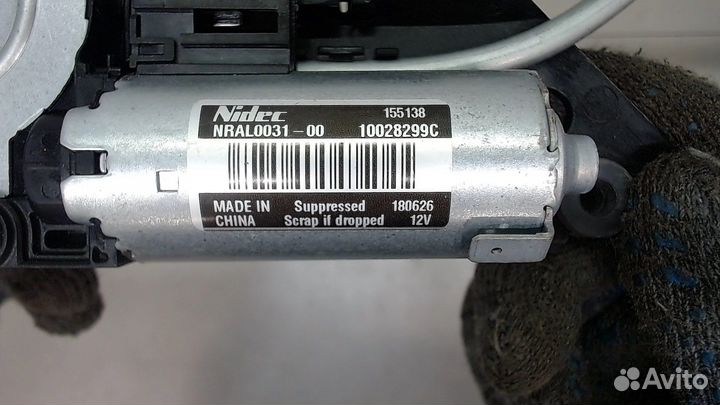 Nidec 155138
NRAL0031-00 10028299C
MADE IN Suppressed 180626
CHINA Scrap if dropped 12V
Avito